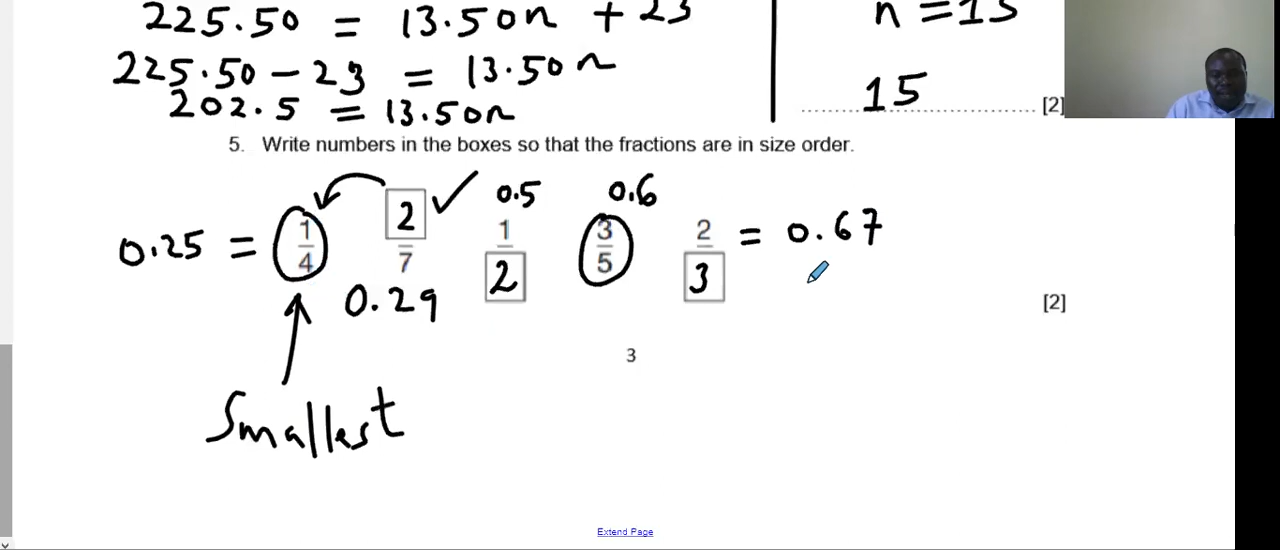 225.50 = 13.50n + 23
225.50 - 23 = 13.50n
202.5 = 13.50n
n = 15
15
[2]
5. Write numbers in the boxes so that the fractions are in size order.
0.25 = 1/4 2/7 ✓ 1/2 3/5 2/3 = 0.67
0.29 0.5 0.6
[2]
3
Smallest
Extend Page